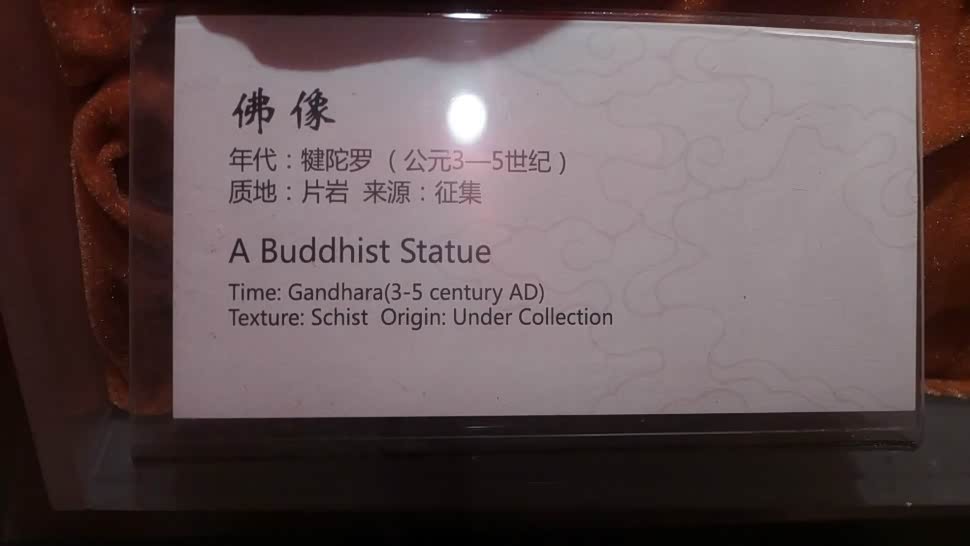 佛像
年代：犍陀罗（公元3—5世纪）
质地：片岩 来源：征集
A Buddhist Statue
Time: Gandhara(3-5 century AD)
Texture: Schist Origin: Under Collection